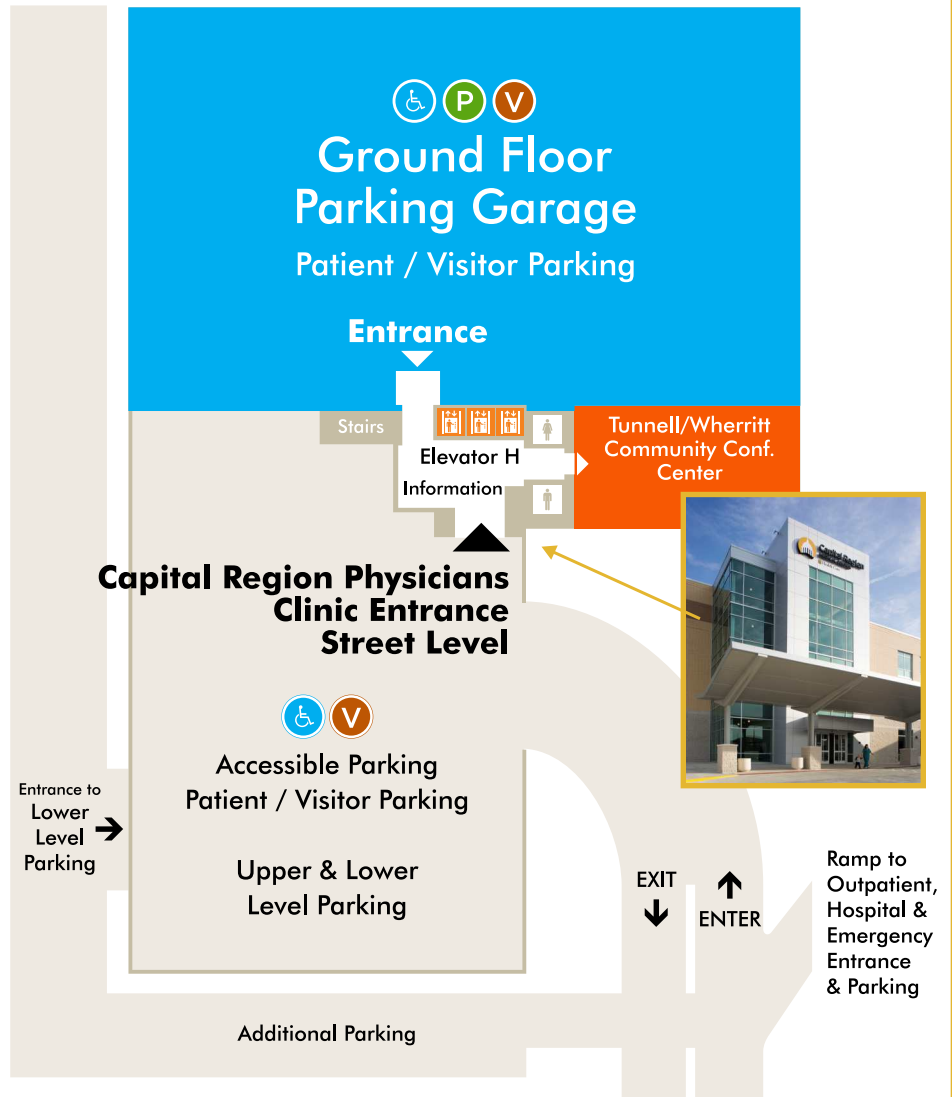 P V
Ground Floor
Parking Garage
Patient / Visitor Parking
Entrance
Stairs
Elevator H
Information
Tunnell/Wherritt
Community Conf.
Center
Capital Region
Capital Region Physicians
Clinic Entrance
Street Level
V
Accessible Parking
Patient / Visitor Parking
Upper & Lower
Level Parking
Entrance to
Lower
Level
Parking
EXIT
ENTER
Ramp to
Outpatient,
Hospital &
Emergency
Entrance
& Parking
Additional Parking